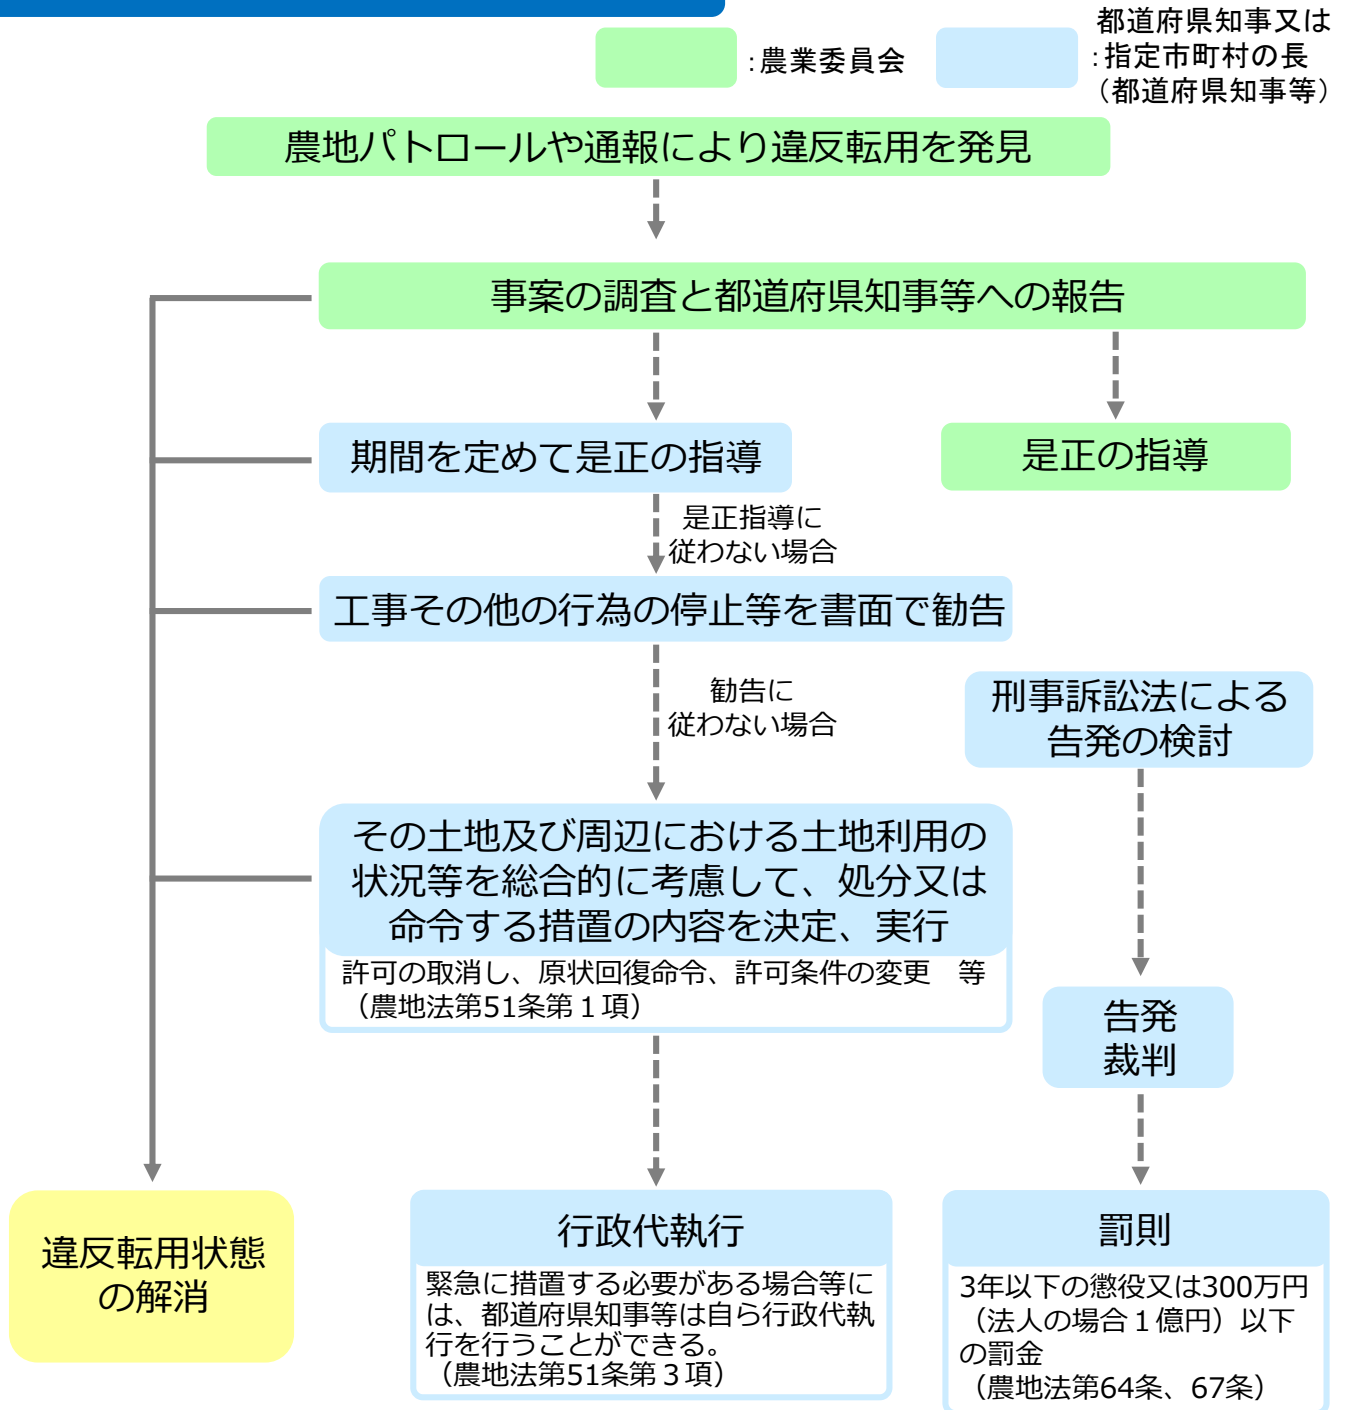 :農業委員会
都道府県知事又は
:指定市町村の長
（都道府県知事等）
農地パトロールや通報により違反転用を発見
事案の調査と都道府県知事等への報告
期間を定めて是正の指導
是正の指導
是正指導に
従わない場合
工事その他の行為の停止等を書面で勧告
勧告に
従わない場合
刑事訴訟法による
告発の検討
その土地及び周辺における土地利用の
状況等を総合的に考慮して、処分又は
命令する措置の内容を決定、実行
許可の取消し、原状回復命令、許可条件の変更　等
（農地法第51条第１項）
告発
裁判
違反転用状態
の解消
行政代執行
緊急に措置する必要がある場合等に
は、都道府県知事等は自ら行政代執
行を行うことができる。
（農地法第51条第３項）
罰則
3年以下の懲役又は300万円
（法人の場合１億円）以下
の罰金
（農地法第64条、67条）